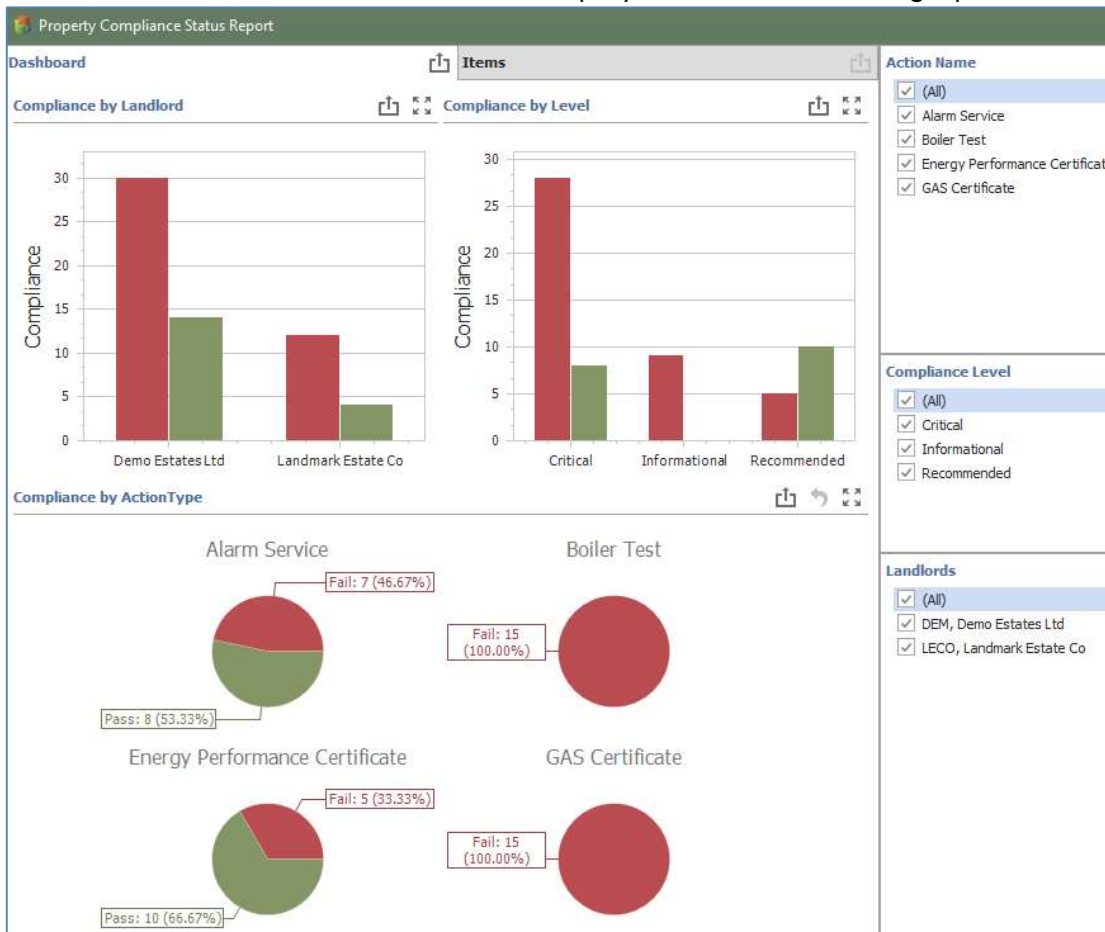 Property Compliance Status Report
Dashboard
Items
Compliance by Landlord
30
25
20
15
10
5
0
Compliance
Demo Estates Ltd
Landmark Estate Co
Compliance by Level
30
25
20
15
10
5
0
Compliance
Critical
Informational
Recommended
Compliance by ActionType
Alarm Service
Fail: 7 (46.67%)
Pass: 8 (53.33%)
Boiler Test
Fail: 15
(100.00%)
Energy Performance Certificate
Fail: 5 (33.33%)
Pass: 10 (66.67%)
GAS Certificate
Fail: 15
(100.00%)
Action Name
(All)
Alarm Service
Boiler Test
Energy Performance Certificat
GAS Certificate
Compliance Level
(All)
Critical
Informational
Recommended
Landlords
(All)
DEM, Demo Estates Ltd
LECO, Landmark Estate Co